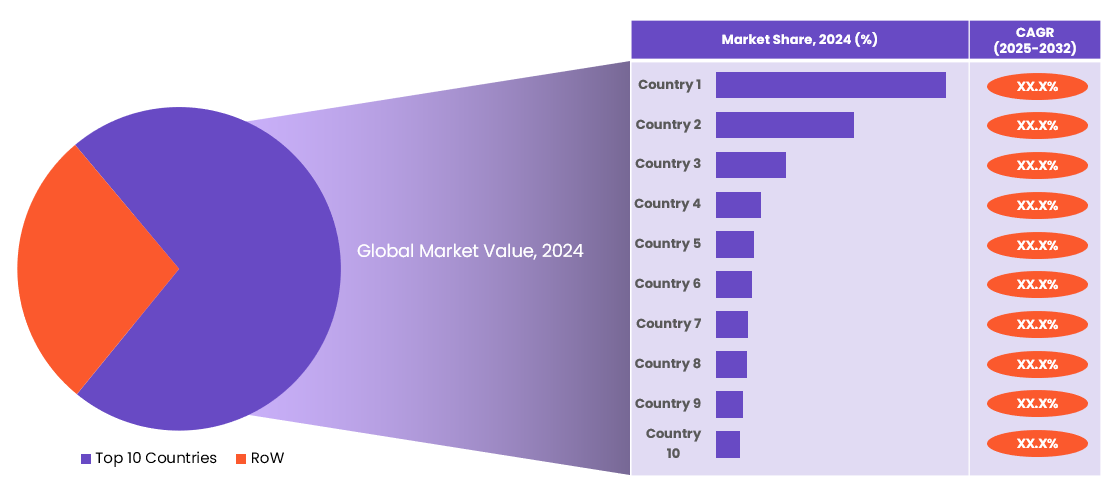 Market Share, 2024 (%)
CAGR
(2025-2032)
Country 1
XX.X%
Country 2
XX.X%
Country 3
XX.X%
Country 4
XX.X%
Country 5
XX.X%
Global Market Value, 2024
Country 6
XX.X%
Country 7
XX.X%
Country 8
XX.X%
Country 9
XX.X%
Country
10
XX.X%
Top 10 Countries
RoW